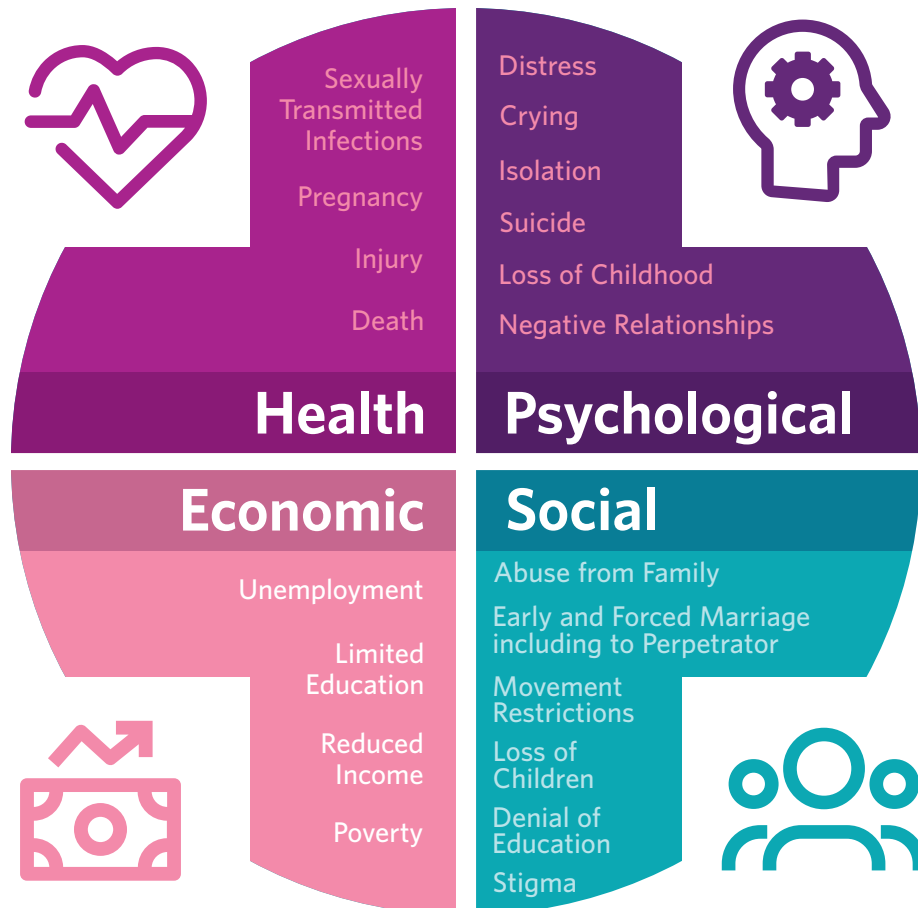 Sexually
Transmitted
Infections
Pregnancy
Injury
Death
Health
Distress
Crying
Isolation
Suicide
Loss of Childhood
Negative Relationships
Psychological
Economic
Unemployment
Limited
Education
Reduced
Income
Poverty
Social
Abuse from Family
Early and Forced Marriage
including to Perpetrator
Movement
Restrictions
Loss of
Children
Denial of
Education
Stigma